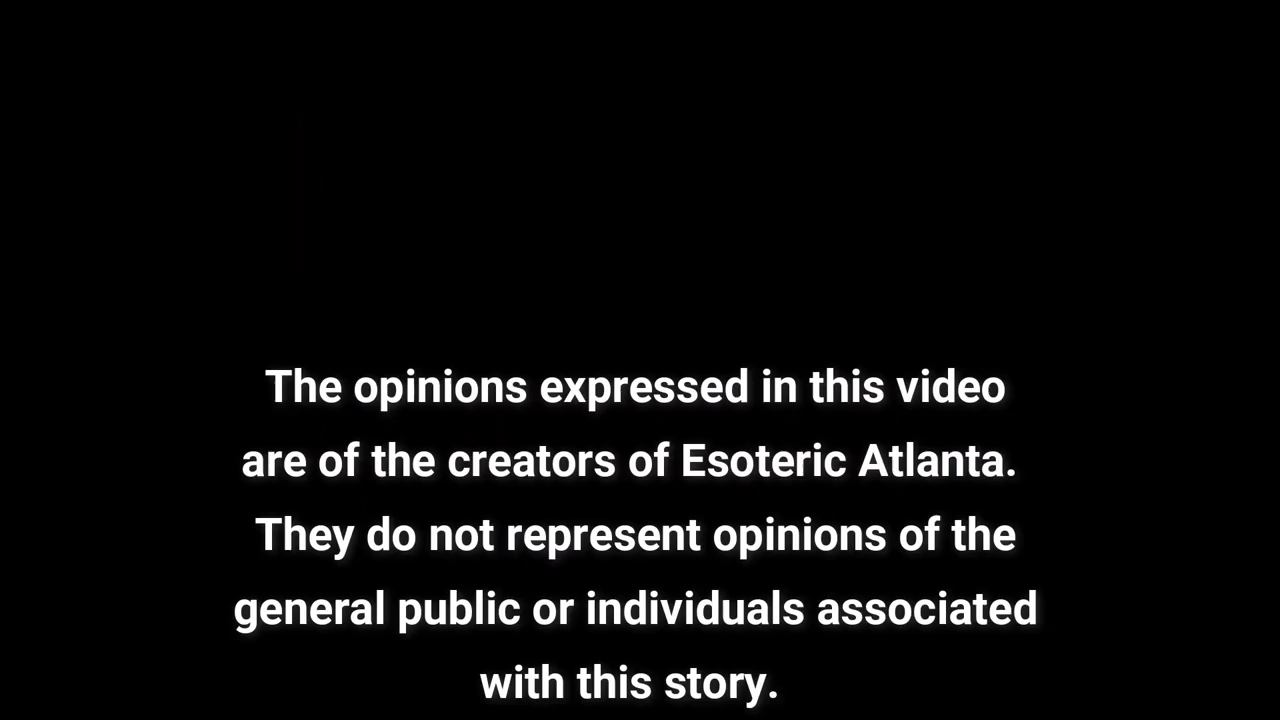 The opinions expressed in this video
are of the creators of Esoteric Atlanta.
They do not represent opinions of the
general public or individuals associated
with this story.